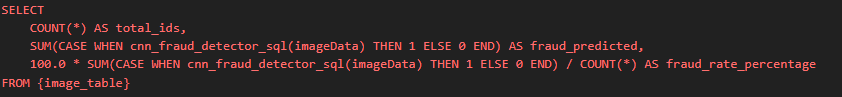 SELECT
    COUNT(*) AS total_ids,
    SUM(CASE WHEN cnn_fraud_detector_sql(imageData) THEN 1 ELSE 0 END) AS fraud_predicted,
    100.0 * SUM(CASE WHEN cnn_fraud_detector_sql(imageData) THEN 1 ELSE 0 END) / COUNT(*) AS fraud_rate_percentage
FROM {image_table}